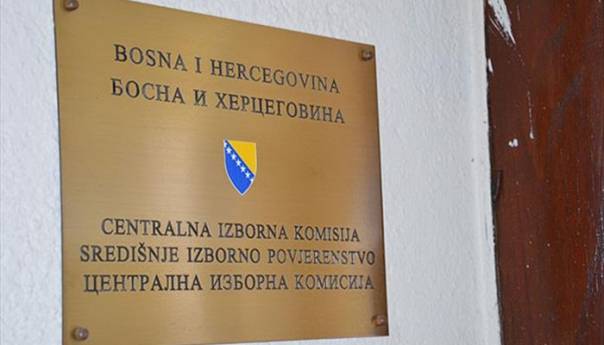 BOSNA I HERCEGOVINA
БОСНА И ХЕРЦЕГОВИНА
CENTRALNA IZBORNA KOMISIJA
SREDIŠNJE IZBORNO POVJERENSTVO
ЦЕНТРАЛНА ИЗБОРНА КОМИСИЈА